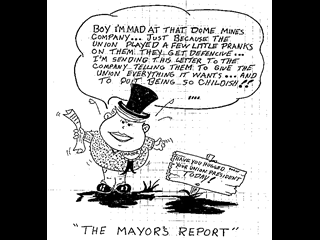 BOY I'M MAD AT THAT DOME MINES
COMPANY... JUST BECAUSE THE
UNION PLAYED A FEW LITTLE PRANKS
ON THEM THEY GET DEFENCIVE...
I'M SENDING THIS LETTER TO THE
COMPANY TELLING THEM TO GIVE THE
UNION EVERYTHING IT WANTS... AND
TO QUIT BEING SO CHILDISH!!
....
HAVE YOU HUGGED
YOUR UNION PRESIDENT
TODAY!
"THE MAYOR'S REPORT"